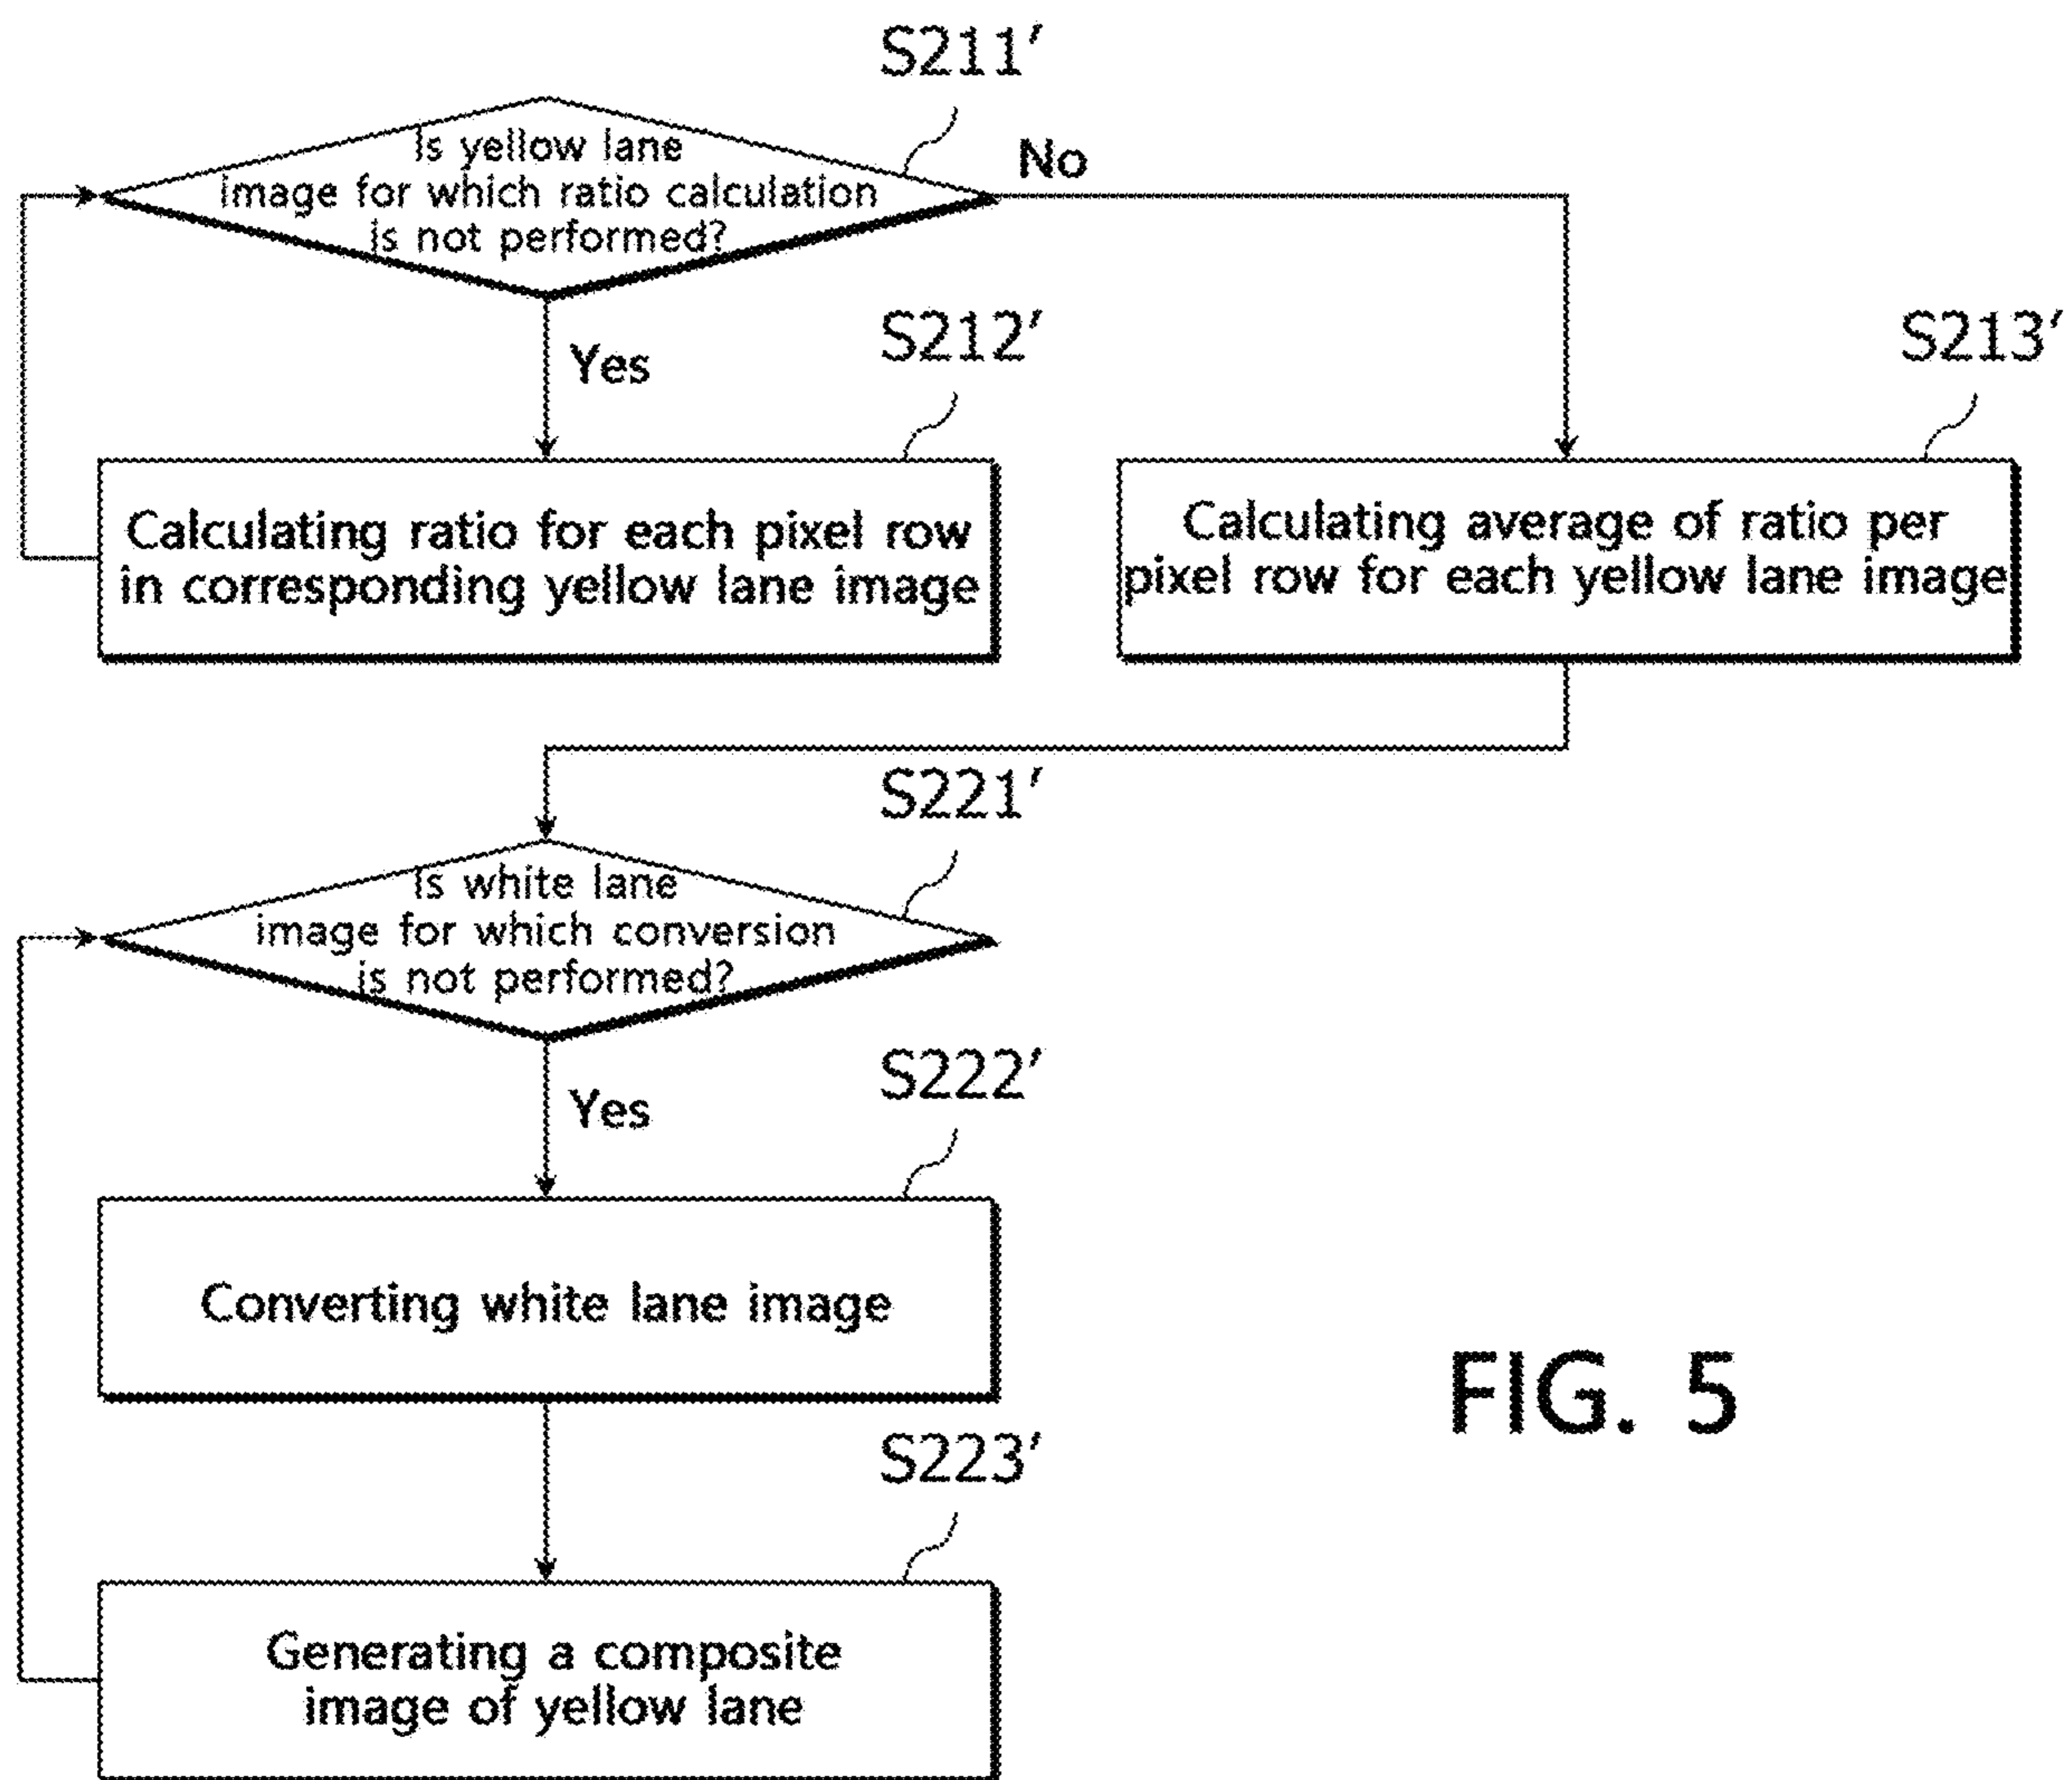 S211′
Is yellow lane
image for which ratio calculation
is not performed?
No
Yes
S212′
S213′
Calculating ratio for each pixel row
in corresponding yellow lane image
Calculating average of ratio per
pixel row for each yellow lane image
S221′
Is white lane
image for which conversion
is not performed?
Yes
S222′
Converting white lane image
S223′
Generating a composite
image of yellow lane
FIG. 5